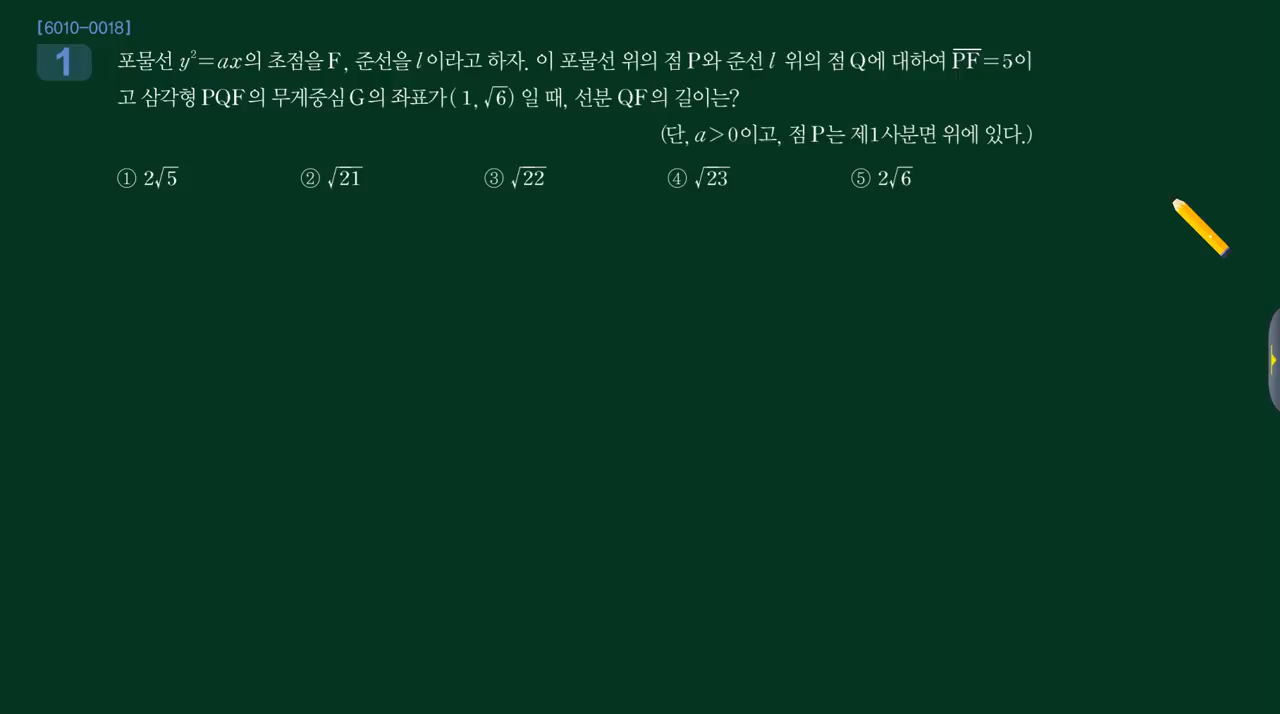 [6010-0018]
1 포물선 y²=ax의 초점을 F, 준선을 l이라고 하자. 이 포물선 위의 점 P와 준선 l 위의 점 Q에 대하여 P̅F̅=5이
고 삼각형 PQF의 무게중심 G의 좌표가 (1, √6) 일 때, 선분 QF의 길이는?
(단, a>0이고, 점 P는 제1사분면 위에 있다.)
① 2√5 ② √21 ③ √22 ④ √23 ⑤ 2√6